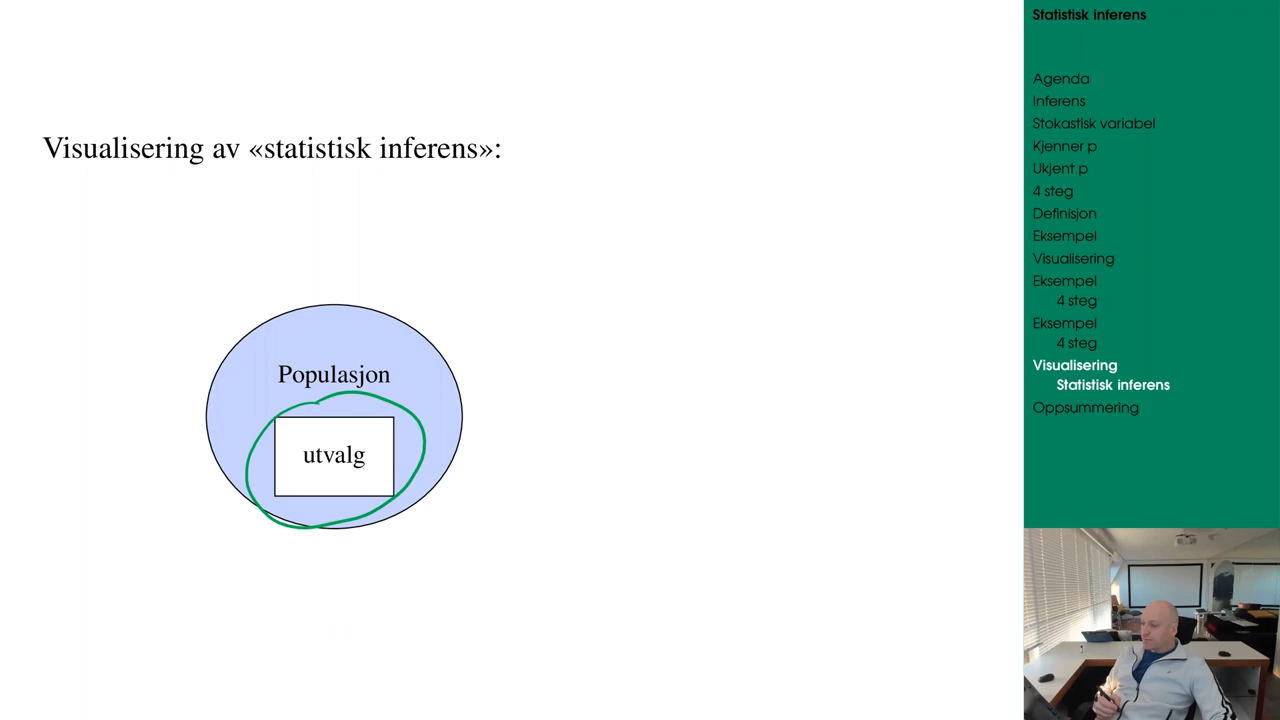 Visualisering av «statistisk inferens»:
Populasjon
utvalg
Statistisk inferens
Agenda
Inferens
Stokastisk variabel
Kjenner p
Ukjent p
4 steg
Definisjon
Eksempel
Visualisering
Eksempel
4 steg
Eksempel
4 steg
Visualisering
Statistisk inferens
Oppsummering